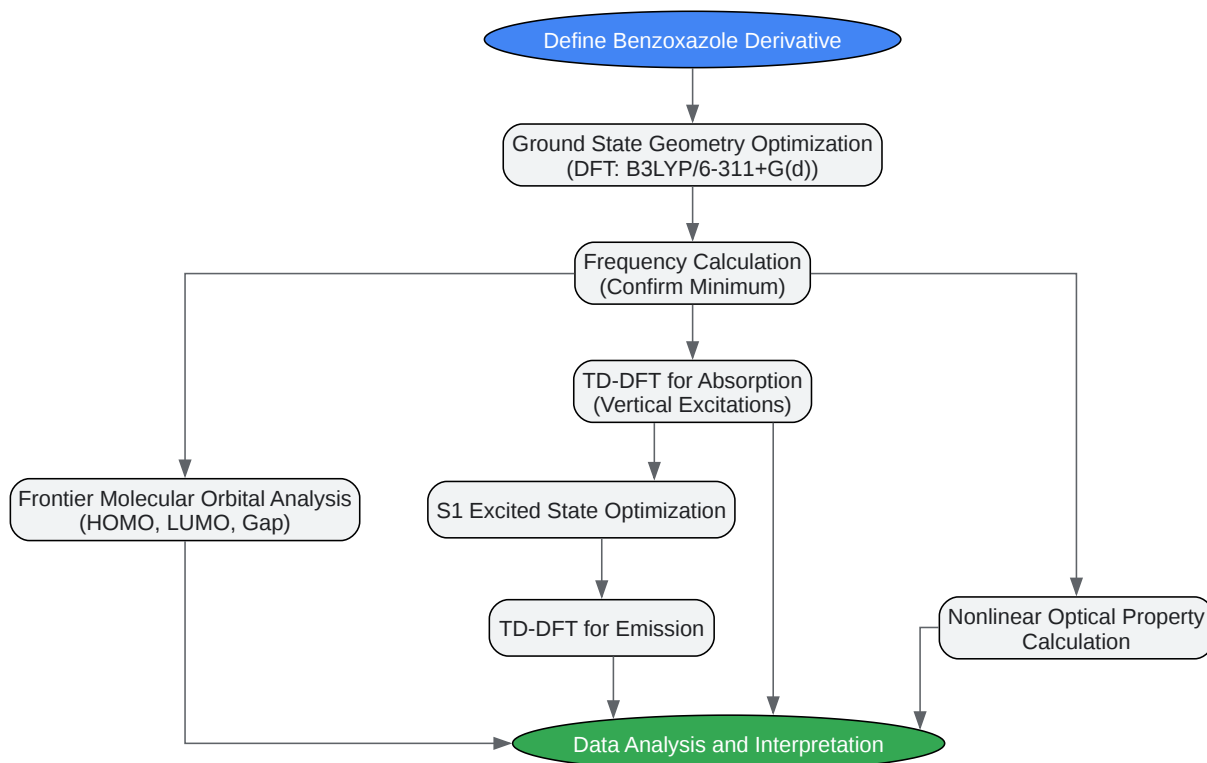 Define Benzoxazole Derivative
Ground State Geometry Optimization
(DFT: B3LYP/6-311+G(d))
Frequency Calculation
(Confirm Minimum)
TD-DFT for Absorption
(Vertical Excitations)
Frontier Molecular Orbital Analysis
(HOMO, LUMO, Gap)
S1 Excited State Optimization
TD-DFT for Emission
Nonlinear Optical Property
Calculation
Data Analysis and Interpretation